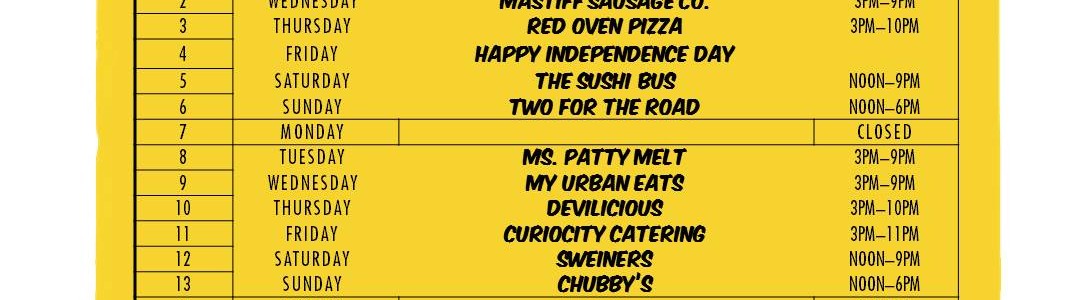 2 WEDNESDAY MASTIFF SAUSAGE CO. 3PM–9PM
3 THURSDAY RED OVEN PIZZA 3PM–10PM
4 FRIDAY HAPPY INDEPENDENCE DAY
5 SATURDAY THE SUSHI BUS NOON–9PM
6 SUNDAY TWO FOR THE ROAD NOON–6PM
7 MONDAY CLOSED
8 TUESDAY MS. PATTY MELT 3PM–9PM
9 WEDNESDAY MY URBAN EATS 3PM–9PM
10 THURSDAY DEVILICIOUS 3PM–10PM
11 FRIDAY CURIOCITY CATERING 3PM–11PM
12 SATURDAY SWEINERS NOON–9PM
13 SUNDAY CHUBBY'S NOON–6PM